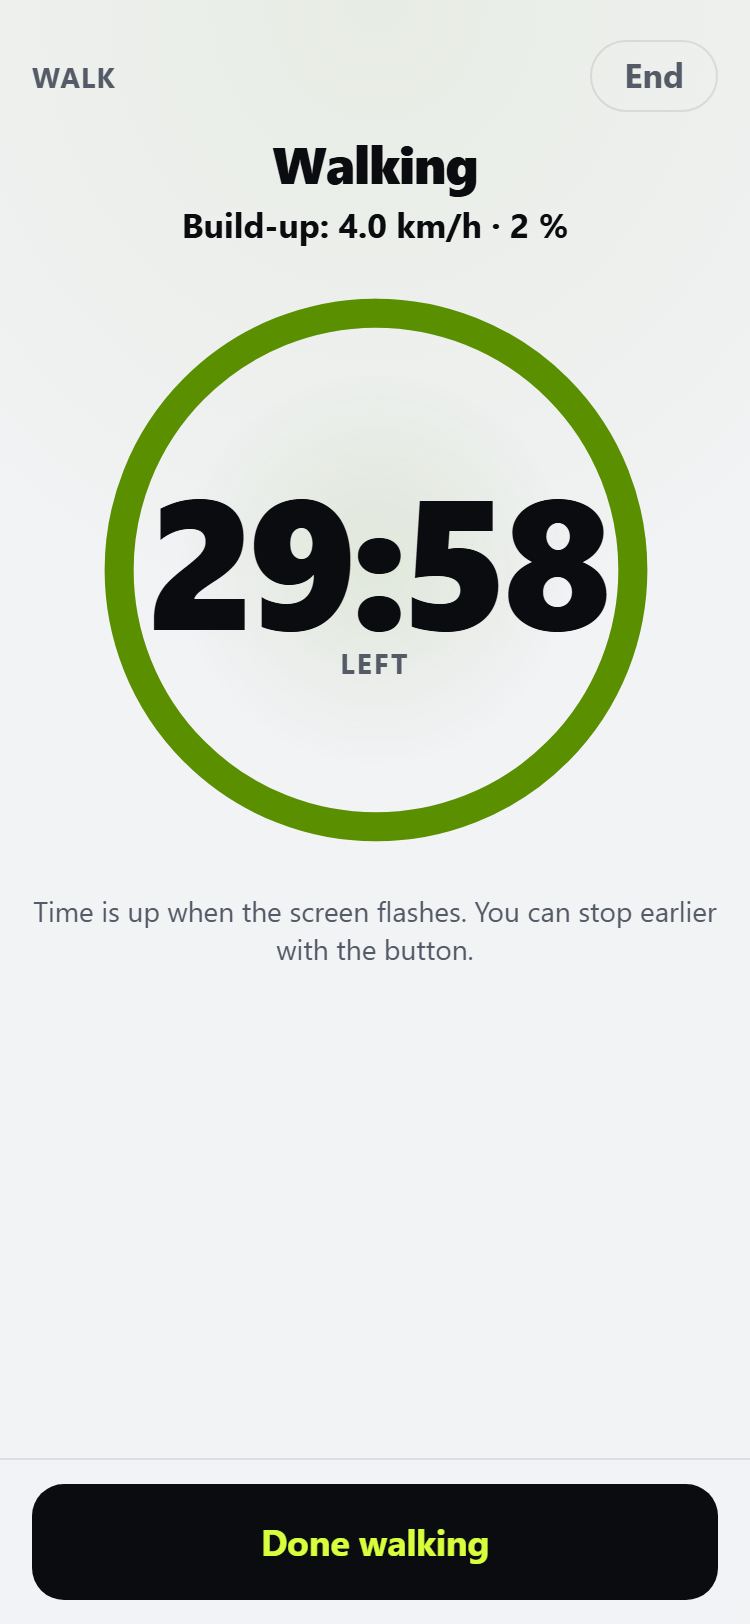 WALK
End
Walking
Build-up: 4.0 km/h · 2 %
29:58
LEFT
Time is up when the screen flashes. You can stop earlier
with the button.
Done walking